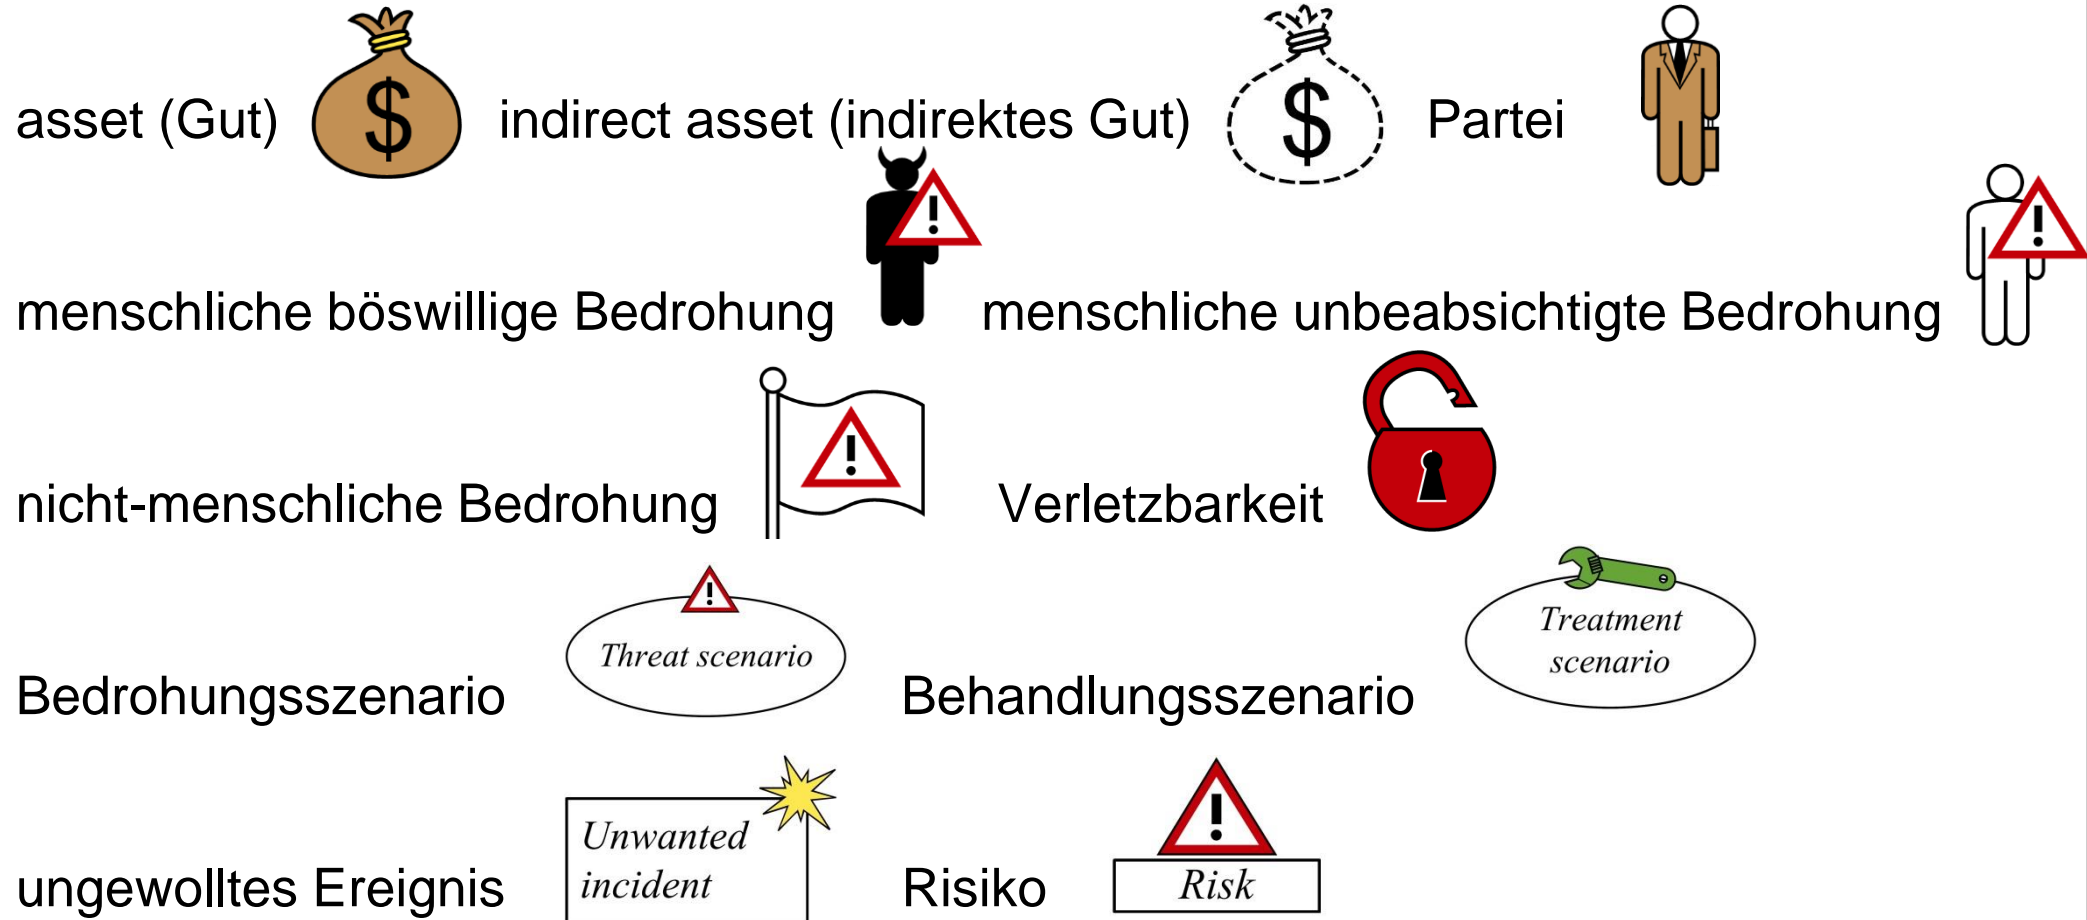 asset (Gut) $ indirect asset (indirektes Gut) $ Partei
menschliche böswillige Bedrohung ! menschliche unbeabsichtigte Bedrohung !
nicht-menschliche Bedrohung ! Verletzbarkeit
Bedrohungsszenario ! Threat scenario Behandlungsszenario Treatment
scenario
ungewolltes Ereignis Unwanted
incident Risiko ! Risk